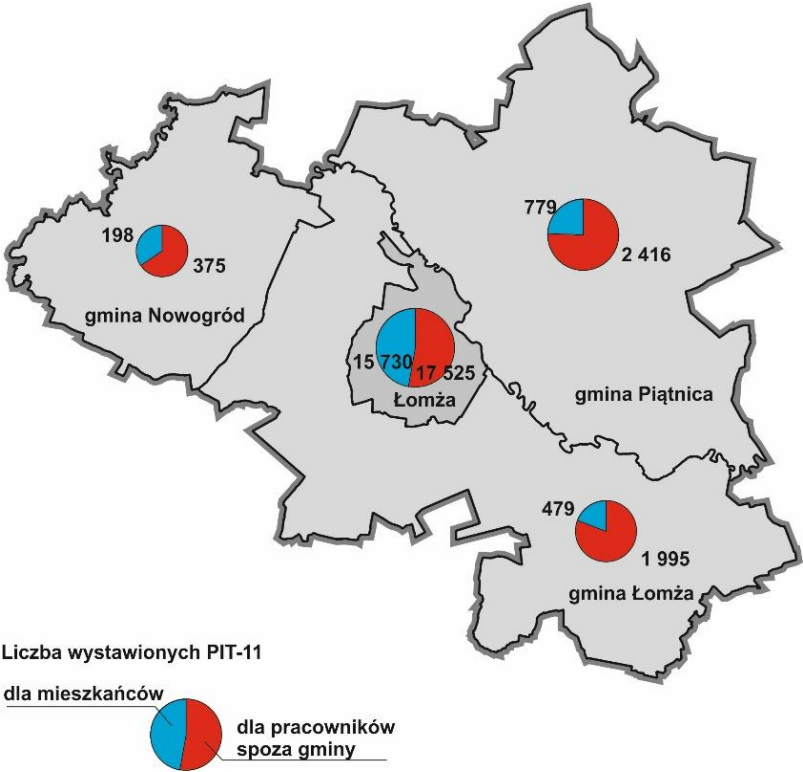 779
198
2 416
375
gmina Nowogród
15 730
17 525
gmina Piątnica
Łomża
479
1 995
gmina Łomża
Liczba wystawionych PIT-11
dla mieszkańców
dla pracowników
spoza gminy